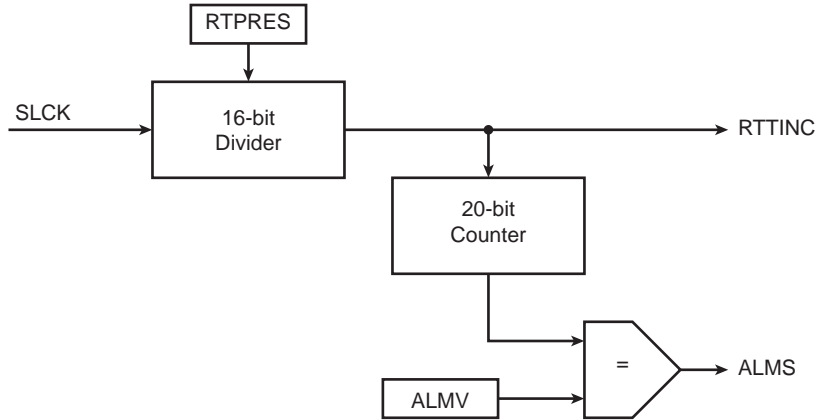 RTPRES
SLCK
16-bit
Divider
RTTINC
20-bit
Counter
=
ALMS
ALMV